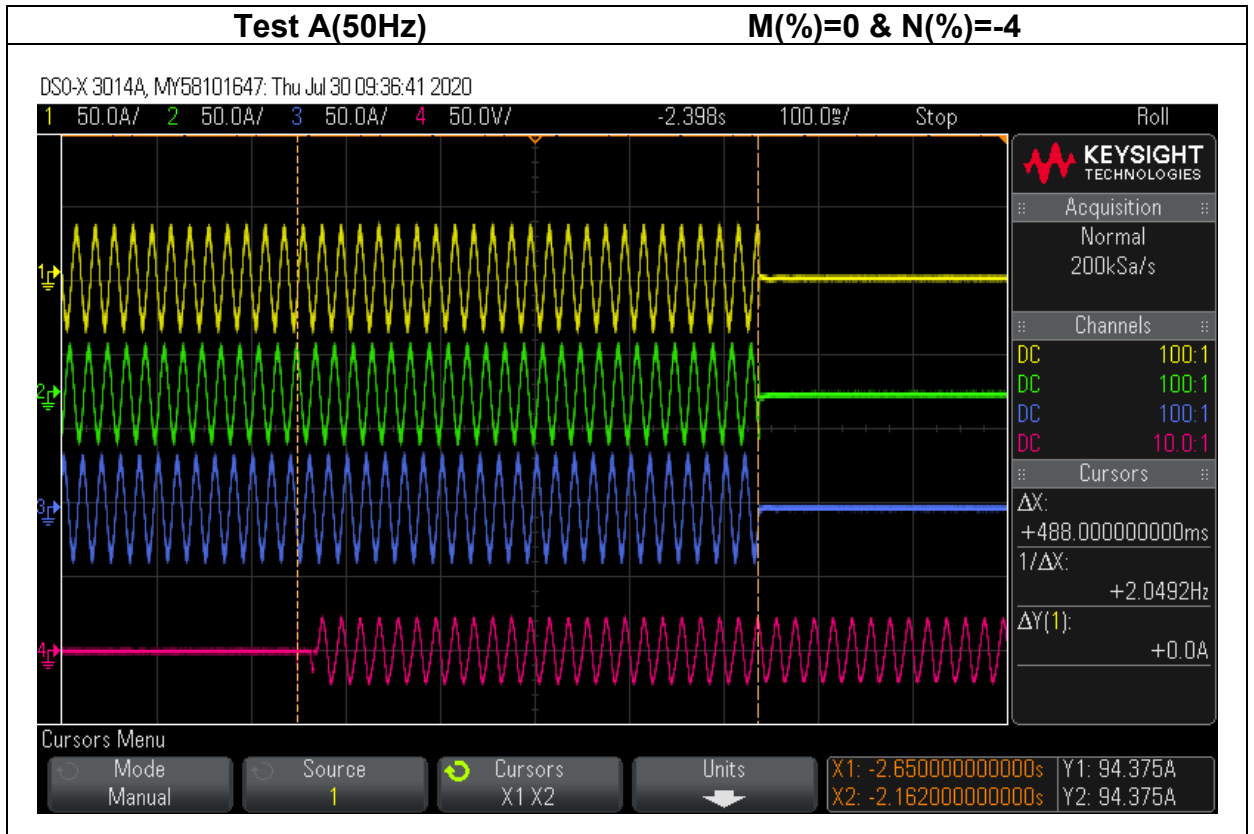 Test A(50Hz) M(%)=0 & N(%)=-4
DSO-X 3014A, MY58101647: Thu Jul 30 09:36:41 2020
1 50.0A/ 2 50.0A/ 3 50.0A/ 4 50.0V/ -2.398s 100.0ms/ Stop Roll
KEYSIGHT
TECHNOLOGIES
Acquisition
Normal
200kSa/s
1
Channels
DC 100:1
2
DC 100:1
DC 100:1
DC 10.0:1
Cursors
3
ΔX:
+488.000000000ms
1/ΔX:
+2.0492Hz
ΔY(1):
4
+0.0A
Cursors Menu
Mode
Manual
Source
1
Cursors
X1 X2
Units
X1: -2.650000000000s
X2: -2.162000000000s
Y1: 94.375A
Y2: 94.375A